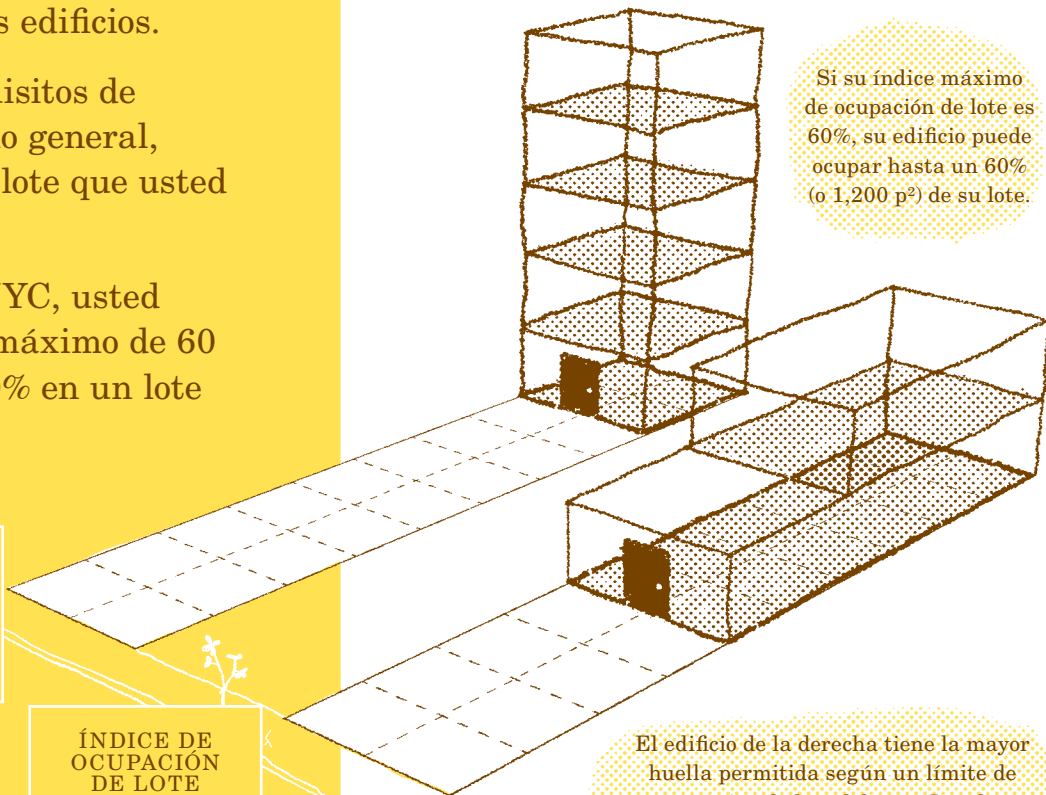 s edificios.
isitos de
o general,
lote que usted
YC, usted
máximo de 60
% en un lote
Si su índice máximo
de ocupación de lote es
60%, su edificio puede
ocupar hasta un 60%
(o 1,200 p²) de su lote.
ÍNDICE DE
OCUPACIÓN
DE LOTE
El edificio de la derecha tiene la mayor
huella permitida según un límite de